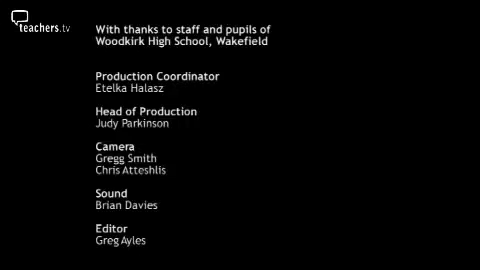 teachers.tv
With thanks to staff and pupils of
Woodkirk High School, Wakefield
Production Coordinator
Etelka Halasz
Head of Production
Judy Parkinson
Camera
Gregg Smith
Chris Atteshlis
Sound
Brian Davies
Editor
Greg Ayles